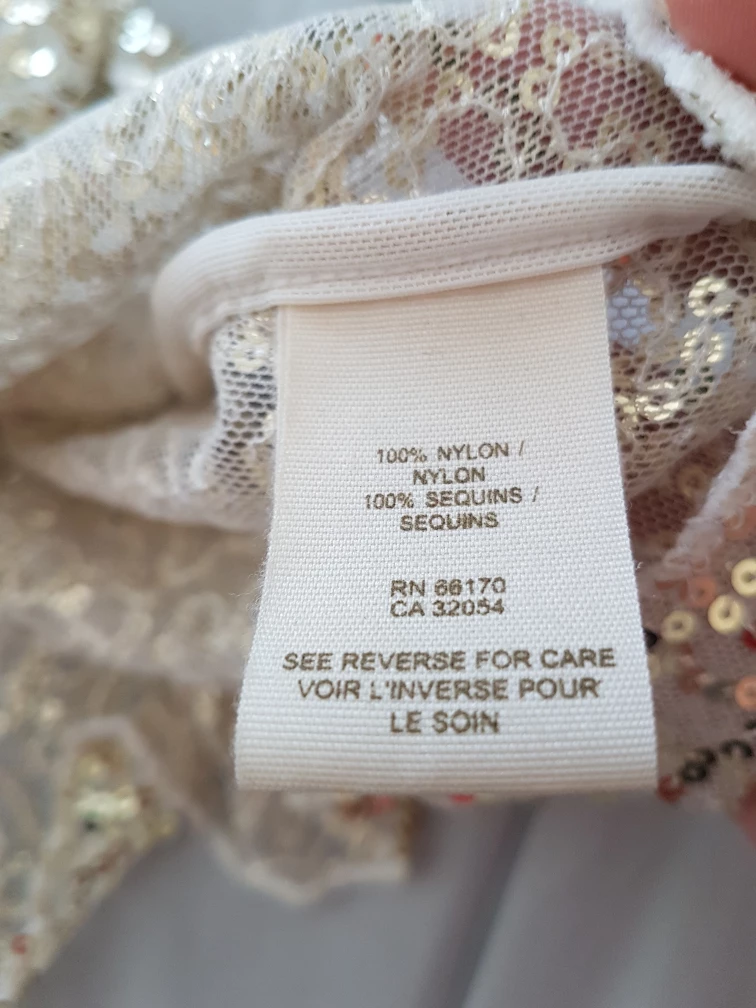 100% NYLON /
NYLON
100% SEQUINS /
SEQUINS
RN 66170
CA 32054
SEE REVERSE FOR CARE
VOIR L'INVERSE POUR
LE SOIN